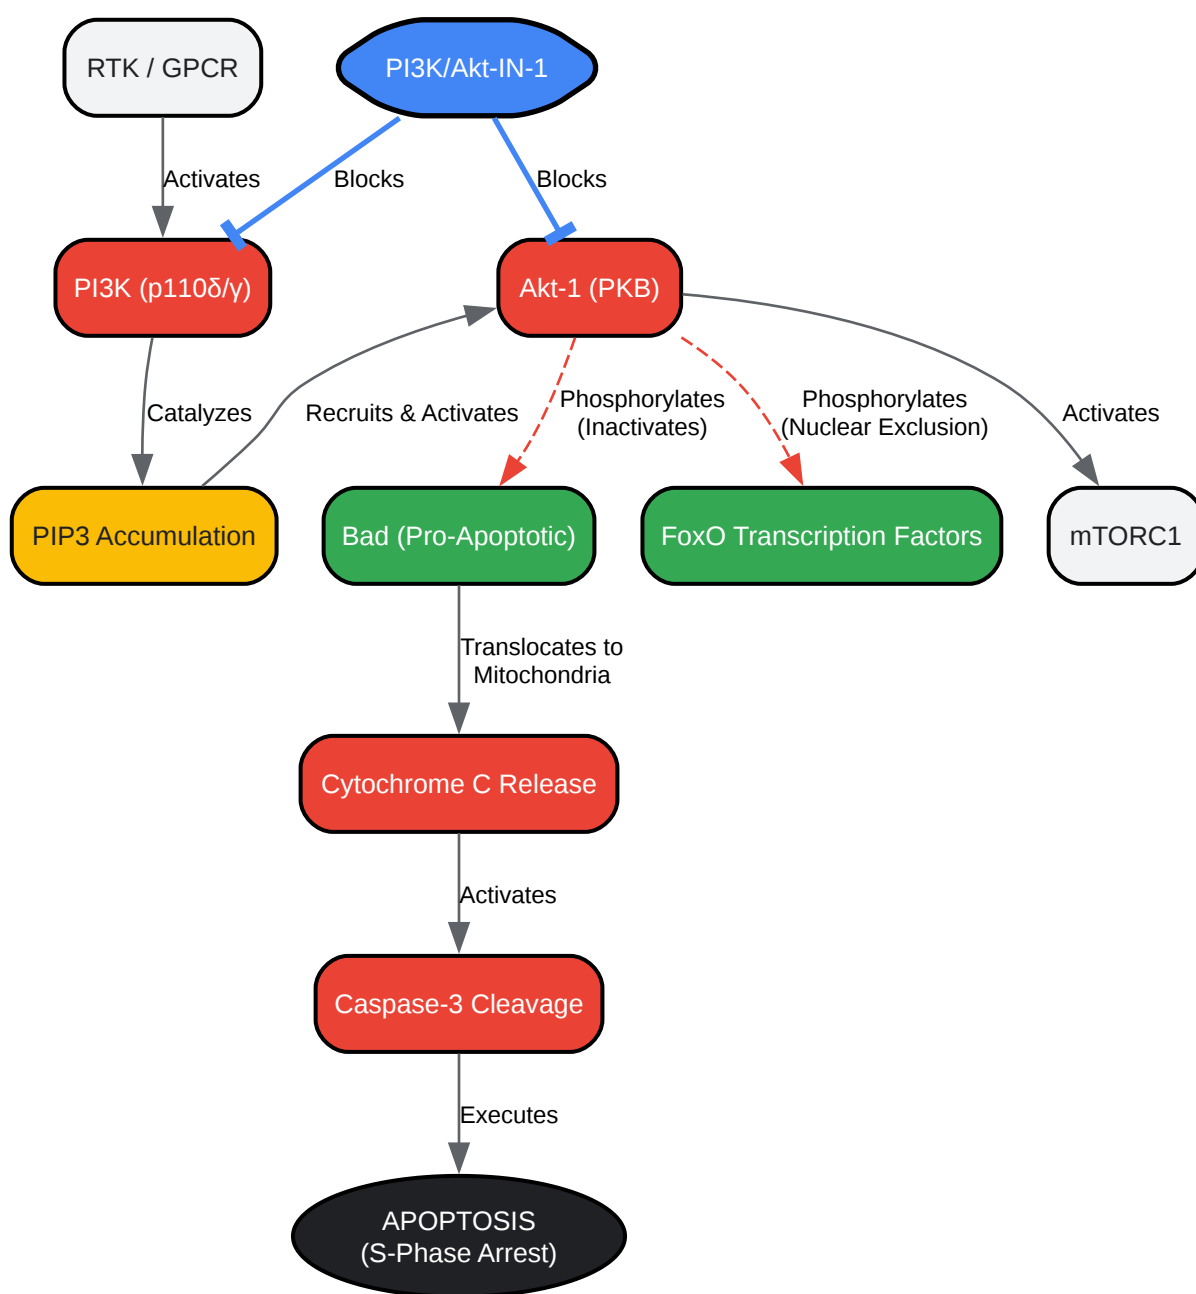 RTK / GPCR
PI3K/Akt-IN-1
Activates
Blocks
Blocks
PI3K (p110δ/γ)
Akt-1 (PKB)
Catalyzes
Recruits & Activates
Phosphorylates
(Inactivates)
Phosphorylates
(Nuclear Exclusion)
Activates
PIP3 Accumulation
Bad (Pro-Apoptotic)
FoxO Transcription Factors
mTORC1
Translocates to
Mitochondria
Cytochrome C Release
Activates
Caspase-3 Cleavage
Executes
APOPTOSIS
(S-Phase Arrest)